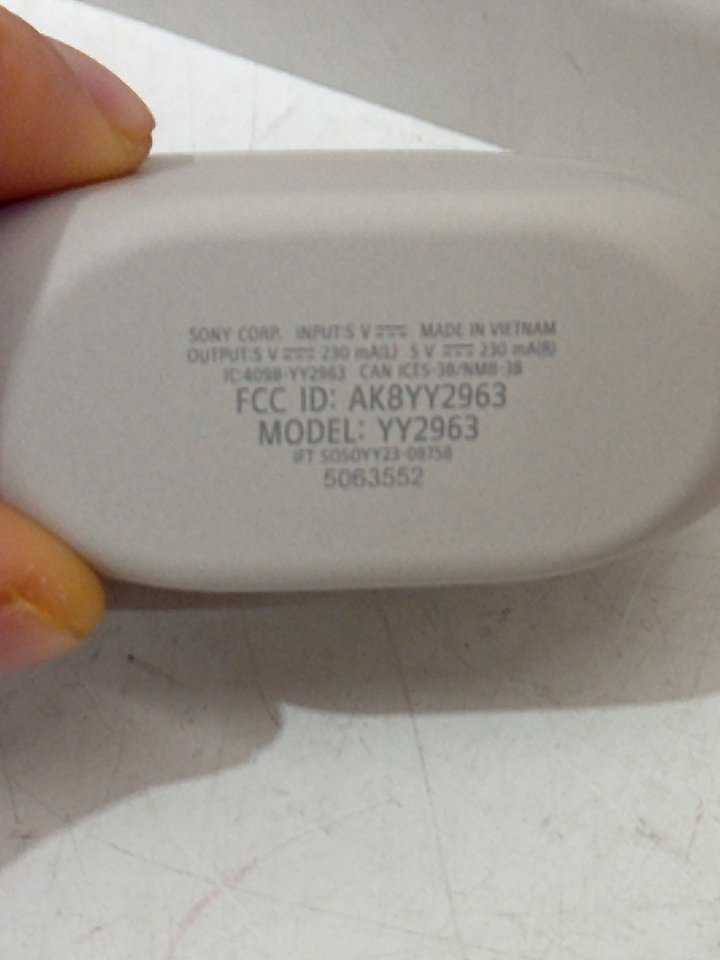 SONY CORP. INPUT:5 V ⎓ MADE IN VIETNAM
OUTPUT:5 V ⎓ 230 mA(L) 5 V ⎓ 230 mA(R)
IC:409B-YY2963 CAN ICES-3B/NMB-3B
FCC ID: AK8YY2963
MODEL: YY2963
IFT SOSOYY23-08758
5063552